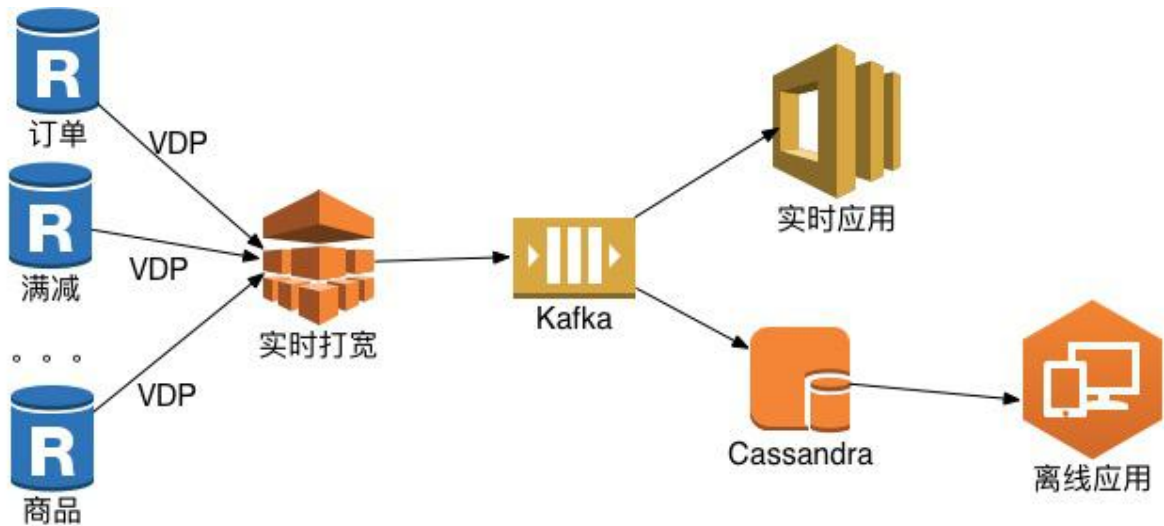 R
订单
VDP
R
VDP
满减
。。。
VDP
R
商品
实时打宽
Kafka
实时应用
Cassandra
离线应用